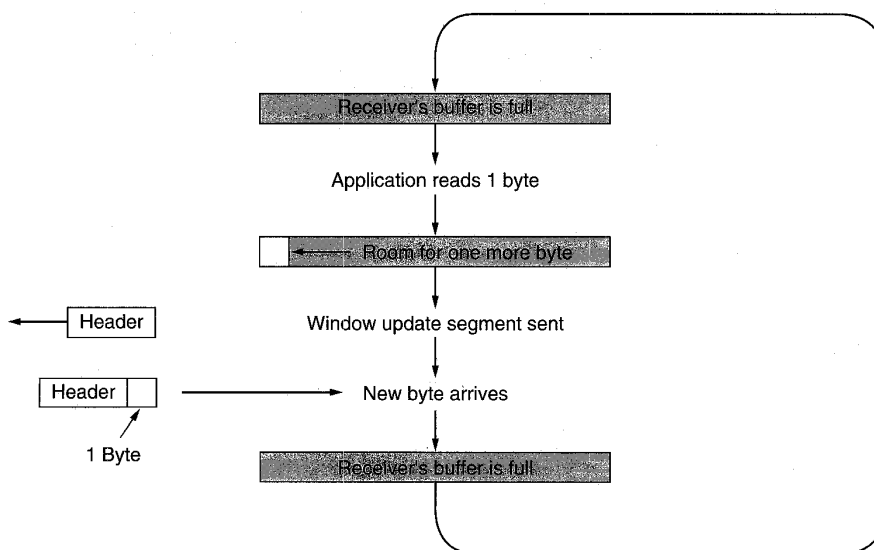 Receiver's buffer is full
Application reads 1 byte
Room for one more byte
Header
Window update segment sent
Header
New byte arrives
1 Byte
Receiver's buffer is full